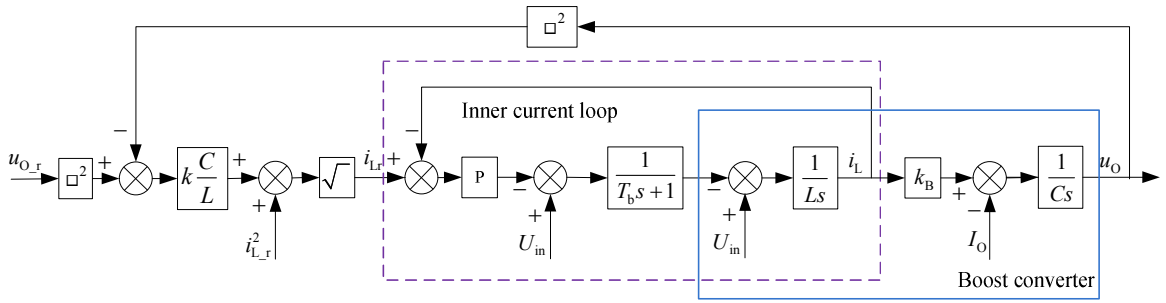 □²
Inner current loop
−
−
u_O_r
□²
+
k C/L
+
+
√
i_Lr
+
P
−
+
1/(T_b s+1)
−
+
1/(Ls)
i_L
k_B
+
−
1/(Cs)
u_O
i²_L_r
U_in
U_in
I_O
Boost converter